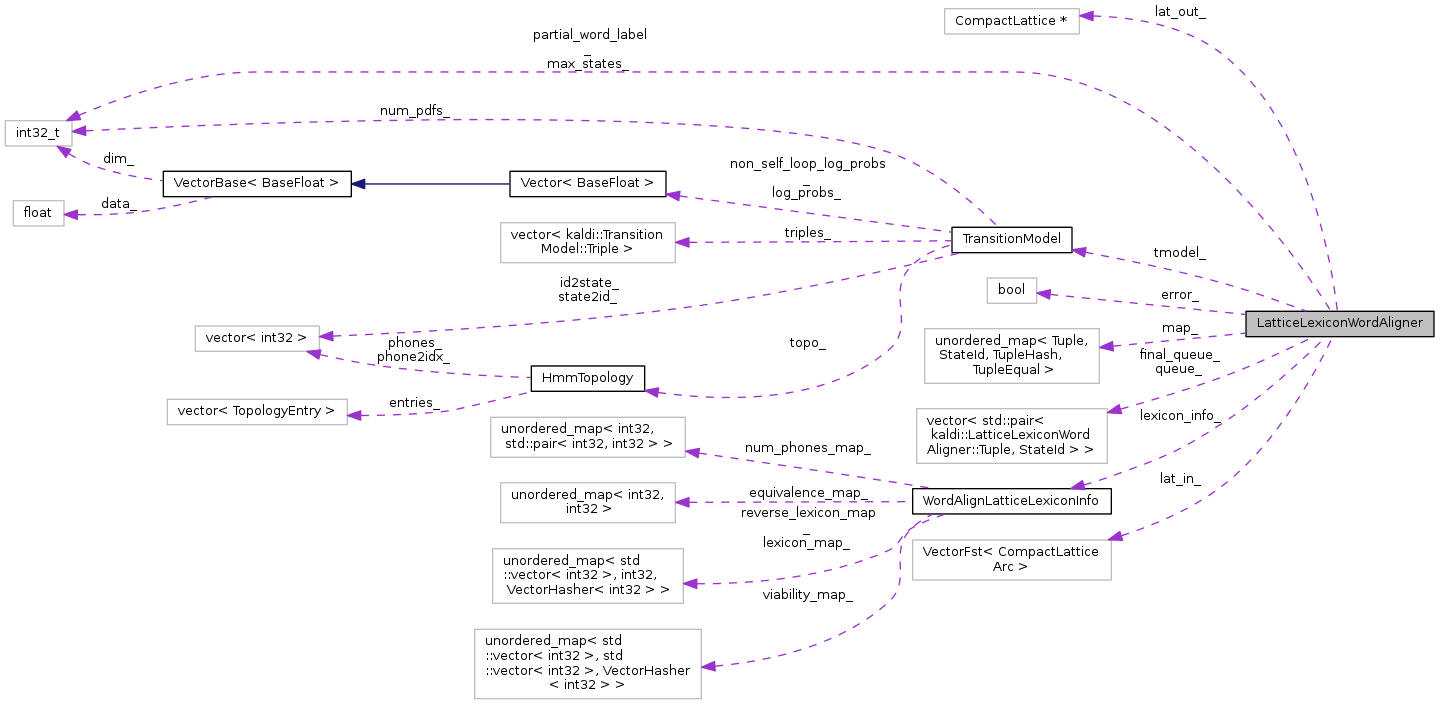 CompactLattice *
lat_out_
partial_word_label
_
max_states_
num_pdfs_
int32_t
dim_
VectorBase< BaseFloat >
Vector< BaseFloat >
non_self_loop_log_probs
_
log_probs_
float
data_
vector< kaldi::Transition
Model::Triple >
triples_
TransitionModel
tmodel_
id2state_
state2id_
bool
error_
LatticeLexiconWordAligner
vector< int32 >
phones_
phone2idx_
topo_
unordered_map< Tuple,
StateId, TupleHash,
TupleEqual >
map_
final_queue_
queue_
HmmTopology
vector< TopologyEntry >
entries_
vector< std::pair<
kaldi::LatticeLexiconWord
Aligner::Tuple, StateId > >
lexicon_info_
unordered_map< int32,
std::pair< int32, int32 > >
num_phones_map_
unordered_map< int32,
int32 >
equivalence_map_
reverse_lexicon_map
_
lexicon_map_
WordAlignLatticeLexiconInfo
lat_in_
VectorFst< CompactLattice
Arc >
unordered_map< std
::vector< int32 >, int32,
VectorHasher< int32 > >
viability_map_
unordered_map< std
::vector< int32 >, std
::vector< int32 >, VectorHasher
< int32 > >